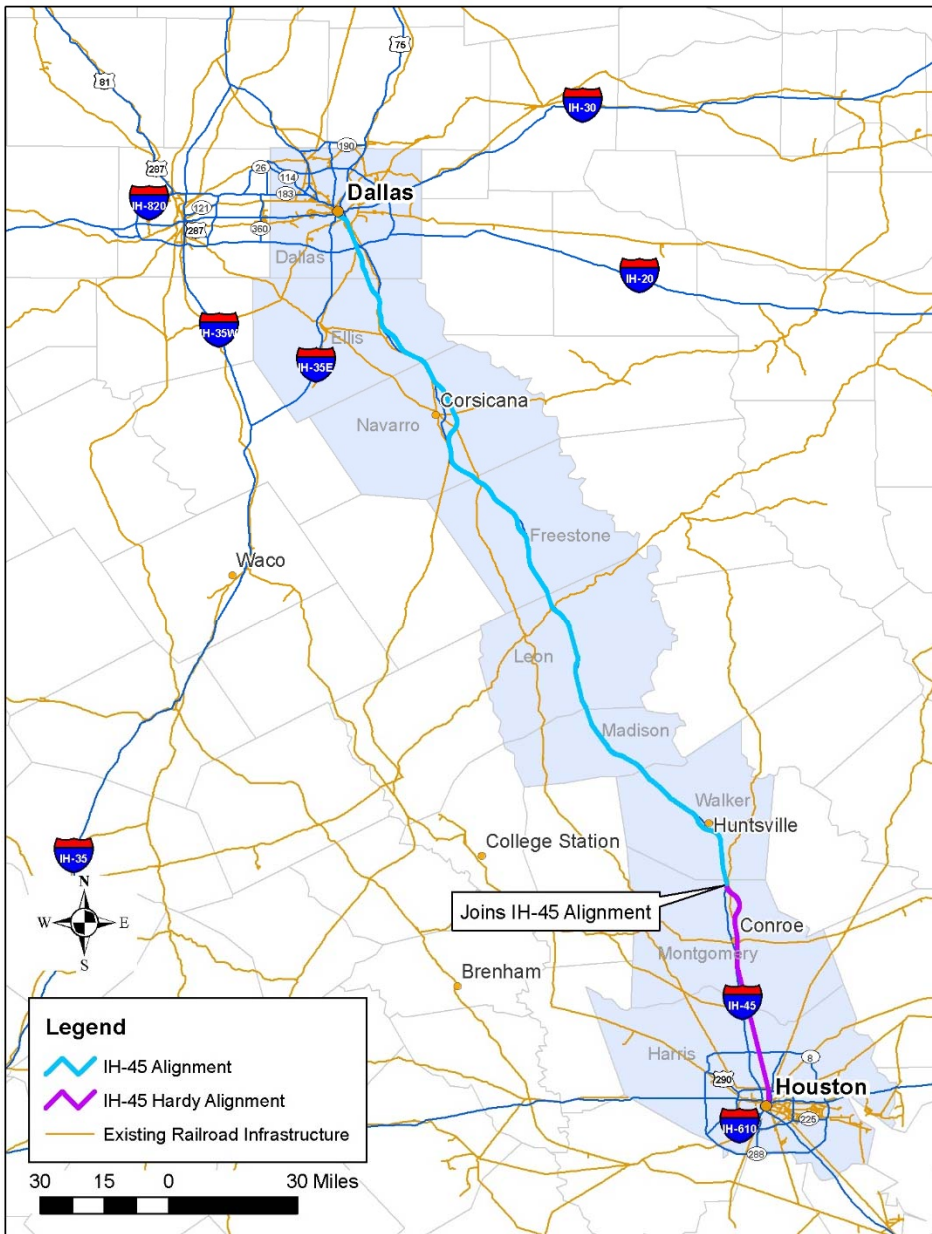 76
81
IH-30
190
287
26
114
183
Dallas
IH-820
121
287
360
Dallas
IH-20
IH-35W
Ellis
IH-35E
Corsicana
Navarro
Freestone
Waco
Leon
Madison
Walker
Huntsville
College Station
IH-35
N
W
E
S
Joins IH-45 Alignment
Conroe
Montgomery
Brenham
IH-45
Legend
IH-45 Alignment
IH-45 Hardy Alignment
Existing Railroad Infrastructure
Harris
8
290
Houston
IH-610
225
288
30 15 0 30 Miles